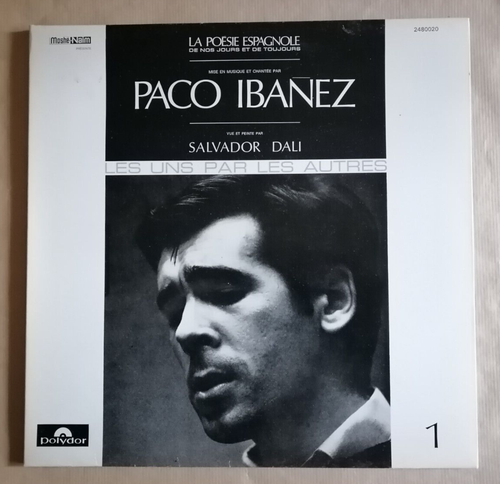 Moshé-Naïm
2480020
LA POËSIE ESPAGNOLE
DE NOS JOURS ET DE TOUJOURS
MISE EN MUSIQUE ET CHANTÉE PAR
PACO IBAÑEZ
VUE ET PEINTE PAR
SALVADOR DALI
LES UNS PAR LES AUTRES
polydor
1